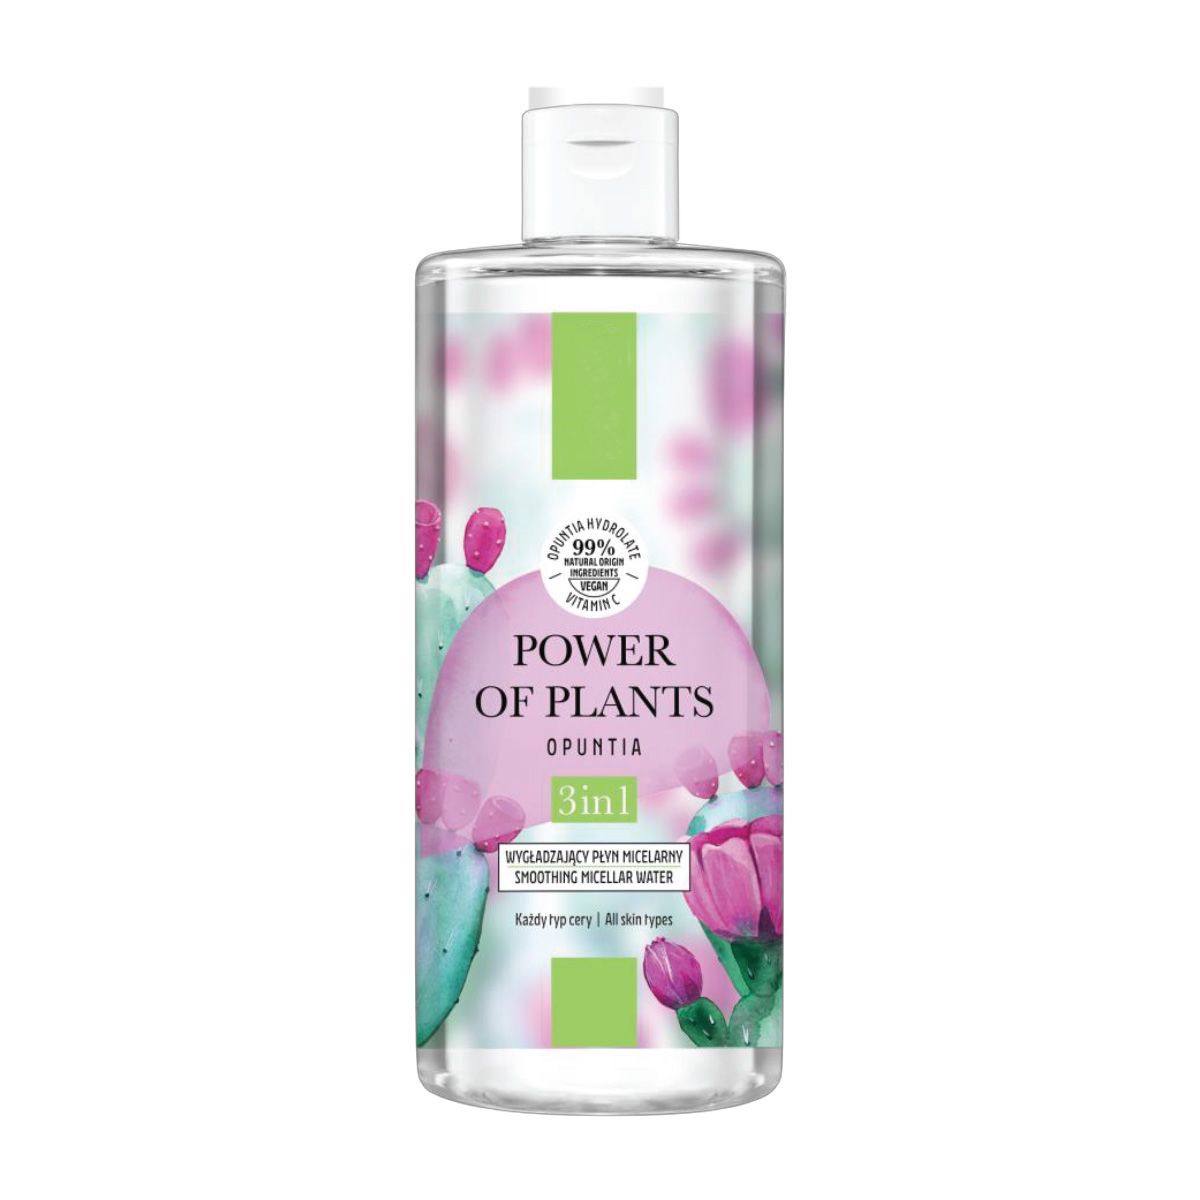 OPUNTIA HYDROLATE
99%
NATURAL ORIGIN
INGREDIENTS
VEGAN
VITAMIN C
POWER
OF PLANTS
OPUNTIA
3in1
WYGŁADZAJĄCY PŁYN MICELARNY
SMOOTHING MICELLAR WATER
Każdy typ cery | All skin types